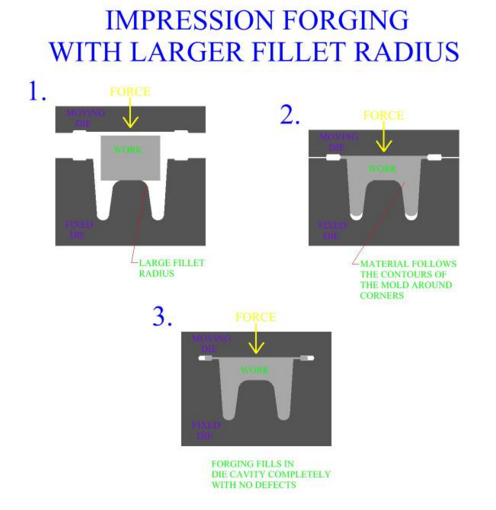 IMPRESSION FORGING
WITH LARGER FILLET RADIUS
1.
FORCE
MOVING
DIE
WORK
FIXED
DIE
LARGE FILLET
RADIUS
2.
FORCE
MOVING
DIE
WORK
FIXED
DIE
MATERIAL FOLLOWS
THE CONTOURS OF
THE MOLD AROUND
CORNERS
3.
FORCE
MOVING
DIE
WORK
FIXED
DIE
FORGING FILLS IN
DIE CAVITY COMPLETELY
WITH NO DEFECTS